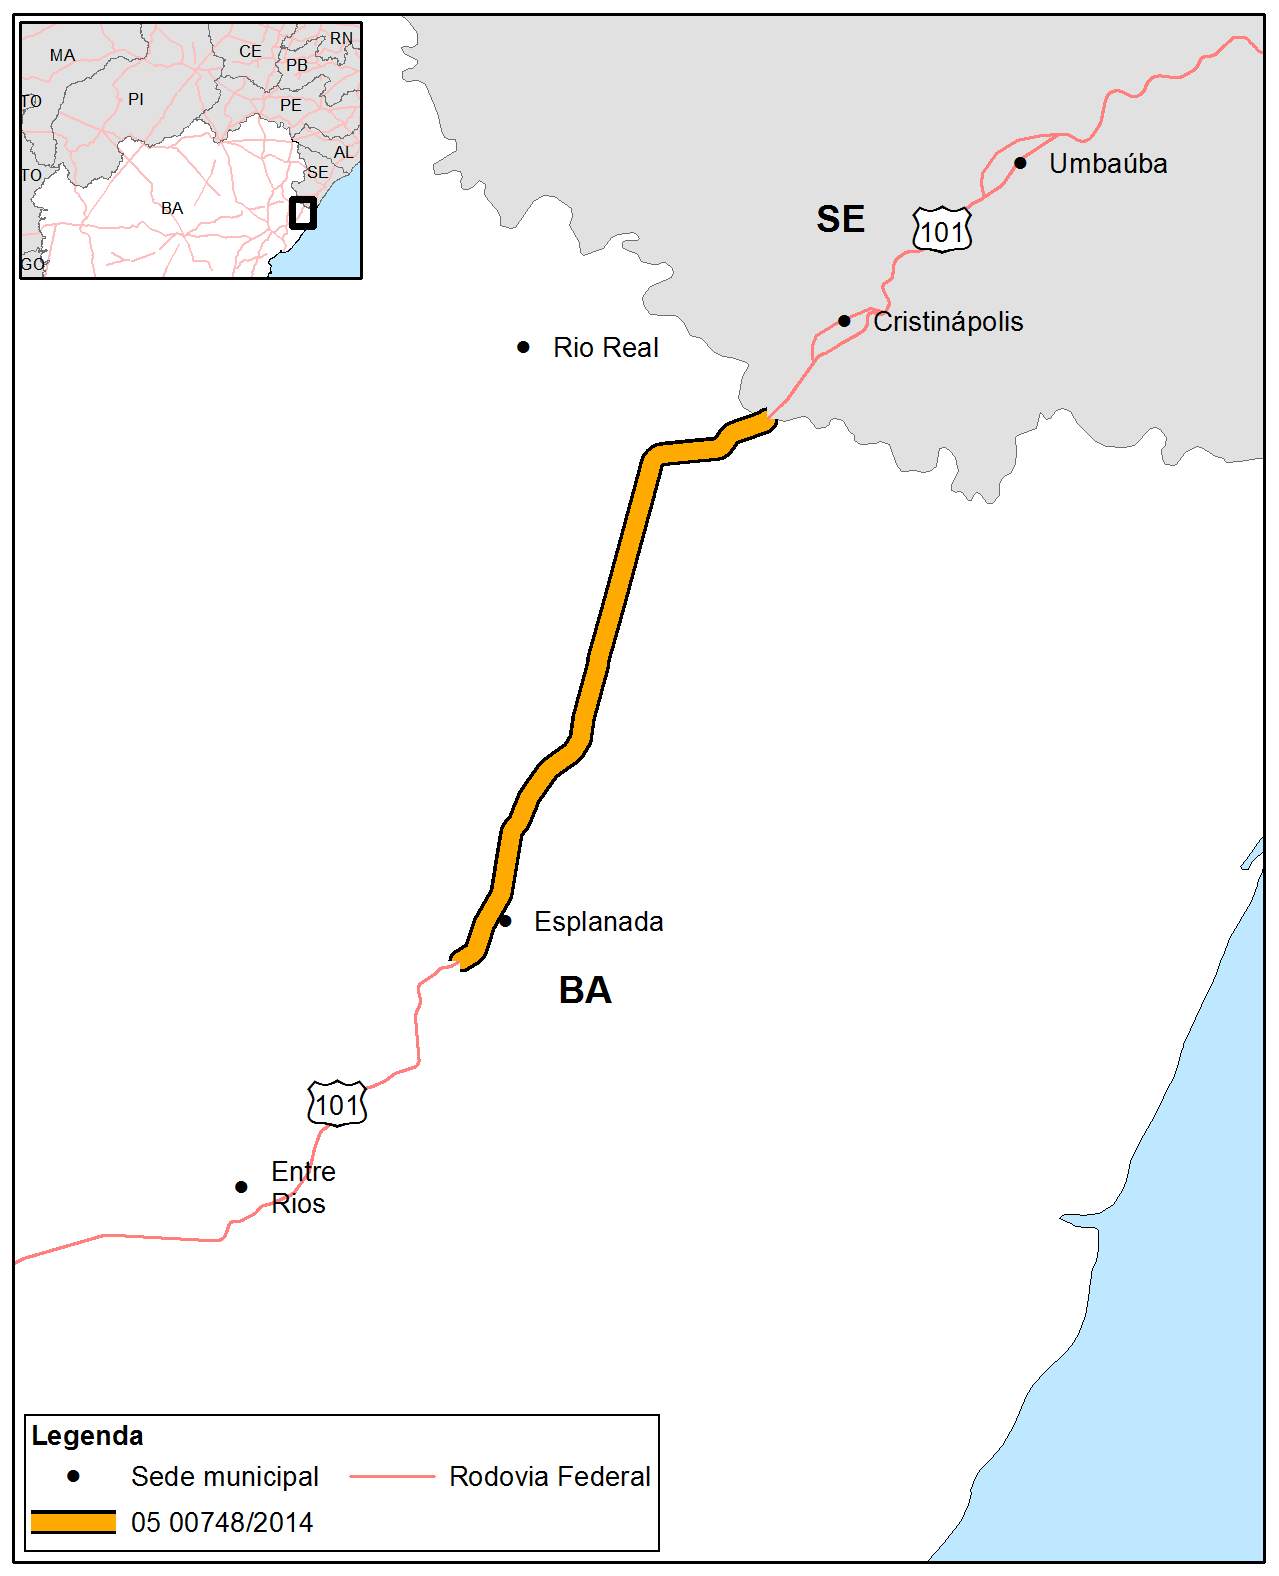 MA
CE
RN
PB
TO
PI
PE
AL
TO
SE
BA
GO
Umbaúba
SE
101
Cristinápolis
Rio Real
Esplanada
BA
101
Entre
Rios
Legenda
Sede municipal
Rodovia Federal
05 00748/2014